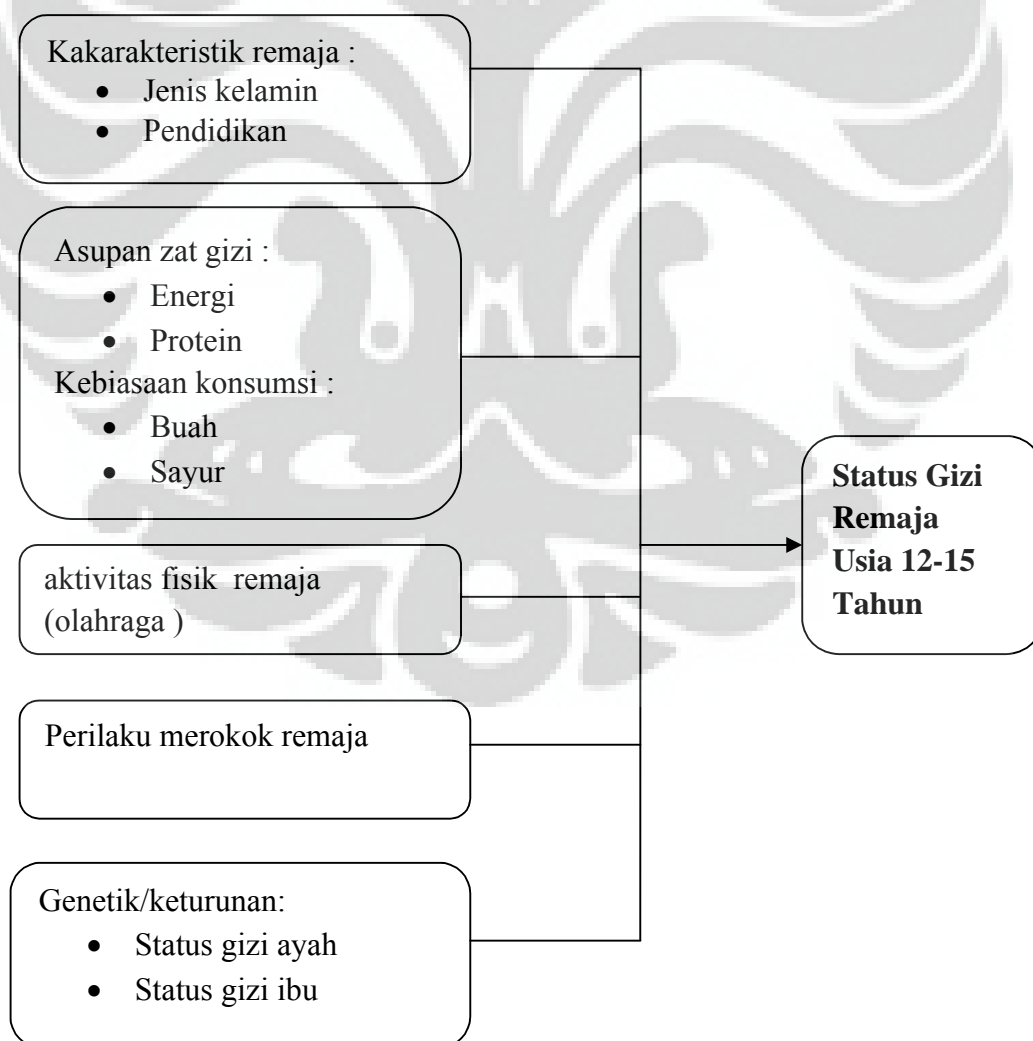 Kakarakteristik remaja :
• Jenis kelamin
• Pendidikan
Asupan zat gizi :
• Energi
• Protein
Kebiasaan konsumsi :
• Buah
• Sayur
aktivitas fisik remaja
(olahraga )
Perilaku merokok remaja
Genetik/keturunan:
• Status gizi ayah
• Status gizi ibu
Status Gizi
Remaja
Usia 12-15
Tahun